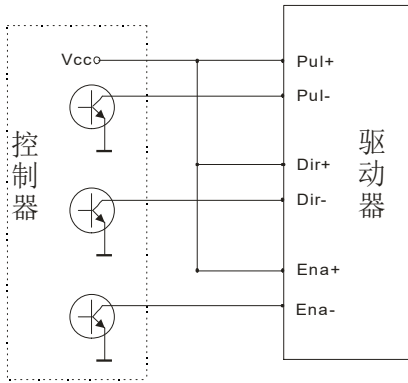 Vcc
Pul+
Pul-
控制器
驱动器
Dir+
Dir-
Ena+
Ena-